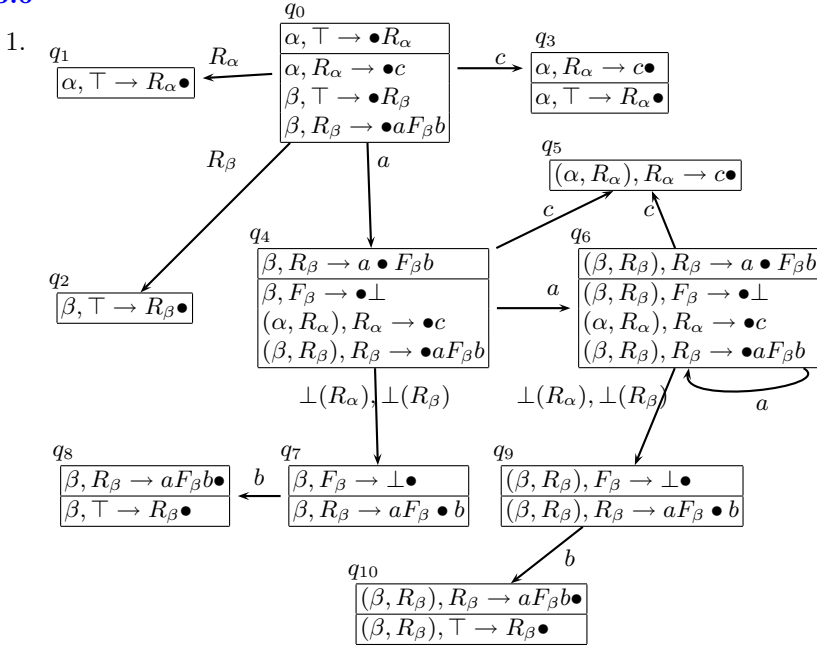 1.
q0
α, ⊤ → •Rα
α, Rα → •c
β, ⊤ → •Rβ
β, Rβ → •aFβb
Rα
q1
α, ⊤ → Rα•
c
q3
α, Rα → c•
α, ⊤ → Rα•
Rβ
a
q5
(α, Rα), Rα → c•
c
c
q2
β, ⊤ → Rβ•
q4
β, Rβ → a • Fβb
β, Fβ → •⊥
(α, Rα), Rα → •c
(β, Rβ), Rβ → •aFβb
a
q6
(β, Rβ), Rβ → a • Fβb
(β, Rβ), Fβ → •⊥
(α, Rα), Rα → •c
(β, Rβ), Rβ → •aFβb
a
⊥(Rα), ⊥(Rβ)
⊥(Rα), ⊥(Rβ)
q8
β, Rβ → aFβb•
β, ⊤ → Rβ•
b
q7
β, Fβ → ⊥•
β, Rβ → aFβ • b
q9
(β, Rβ), Fβ → ⊥•
(β, Rβ), Rβ → aFβ • b
b
q10
(β, Rβ), Rβ → aFβb•
(β, Rβ), ⊤ → Rβ•